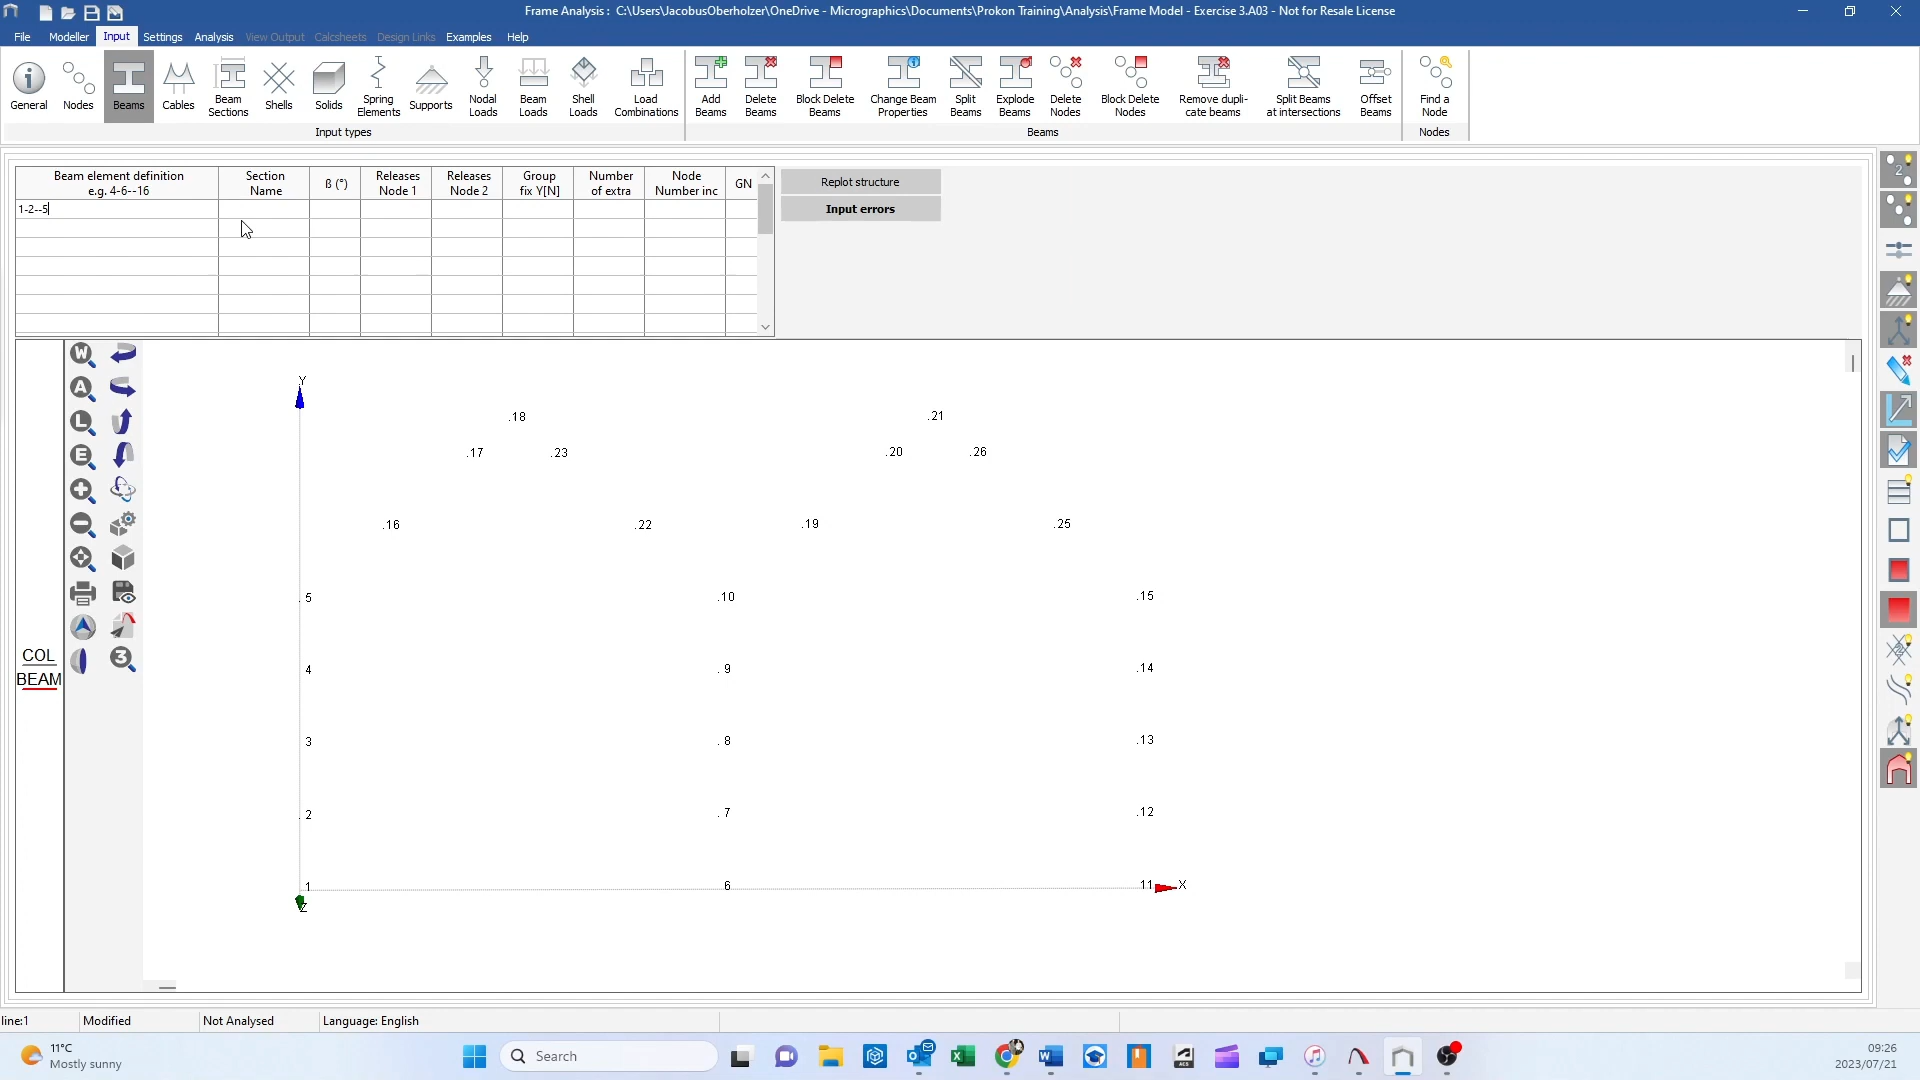 Frame Analysis : C:\Users\JacobusOberholzer\OneDrive - Micrographics\Documents\Prokon Training\Analysis\Frame Model - Exercise 3.A03 - Not for Resale License
File Modeller Input Settings Analysis View Output Calcsheets Design Links Examples Help
General Nodes Beams Cables Beam Sections Shells Solids Spring Elements Supports Nodal Loads Beam Loads Shell Loads Load Combinations
Add Beams Delete Beams Block Delete Beams Change Beam Properties Split Beams Explode Beams Delete Nodes Block Delete Nodes Remove dupli-cate beams Split Beams at intersections Offset Beams Find a Node
Input types Beams Nodes
Beam element definition Section ß (°) Releases Releases Group Number Node GN
e.g. 4-6--16 Name Node 1 Node 2 fix Y[N] of extra Number inc
1-2--5
Replot structure
Input errors
Y
.18 .21
.17 .23 .20 .26
.16 .22 .19 .25
.5 .10 .15
4 .9 .14
3 .8 .13
.2 .7 .12
1 6 11 X
Z
COL
BEAM
W
A
L
E
3
2
2
line:1 Modified Not Analysed Language: English
11°C
Mostly sunny
Search
09:26
2023/07/21